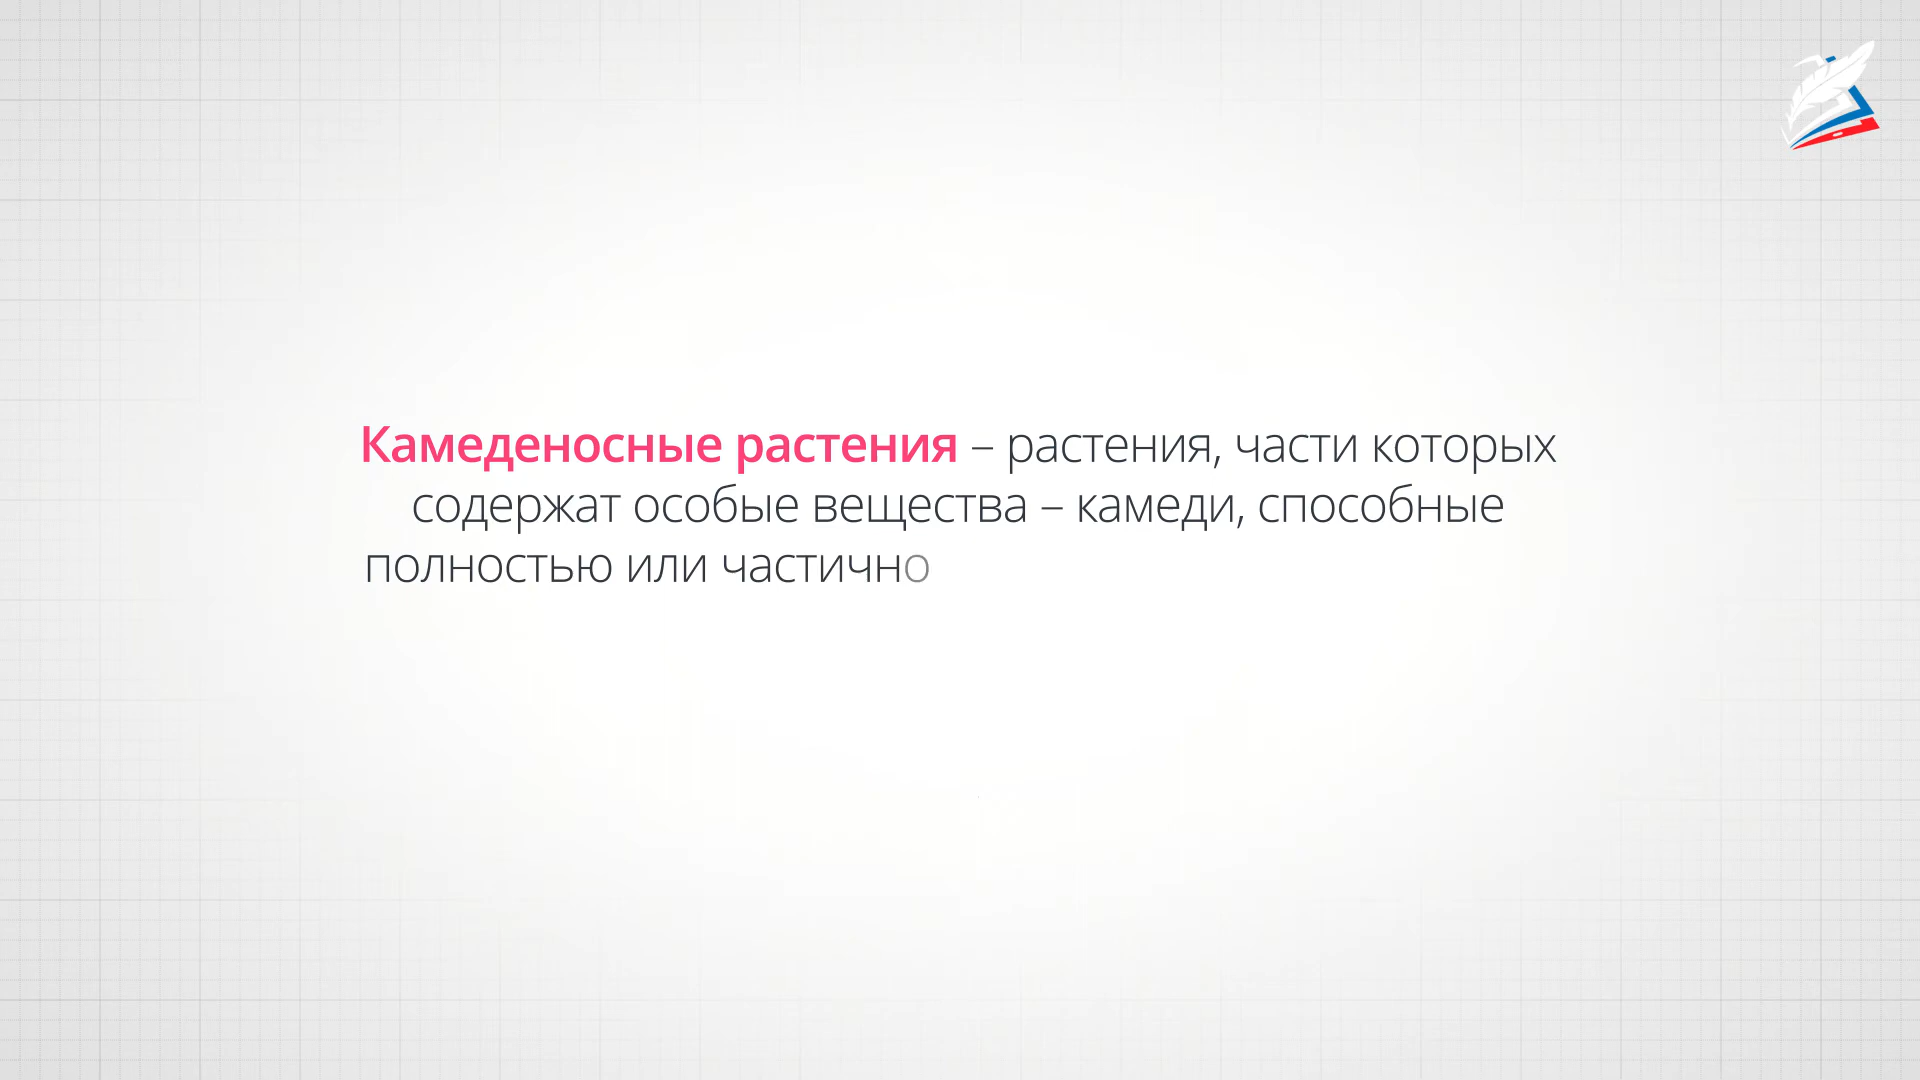 Камеденосные растения – растения, части которых
содержат особые вещества – камеди, способные
полностью или частично